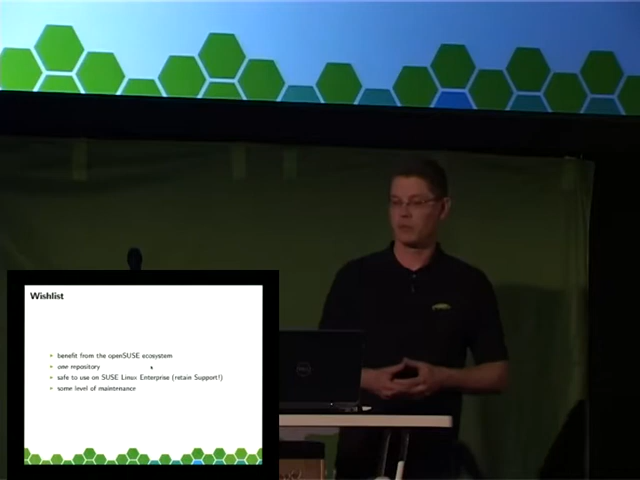 Wishlist
benefit from the openSUSE ecosystem
one repository
safe to use on SUSE Linux Enterprise (retain Support!)
some level of maintenance